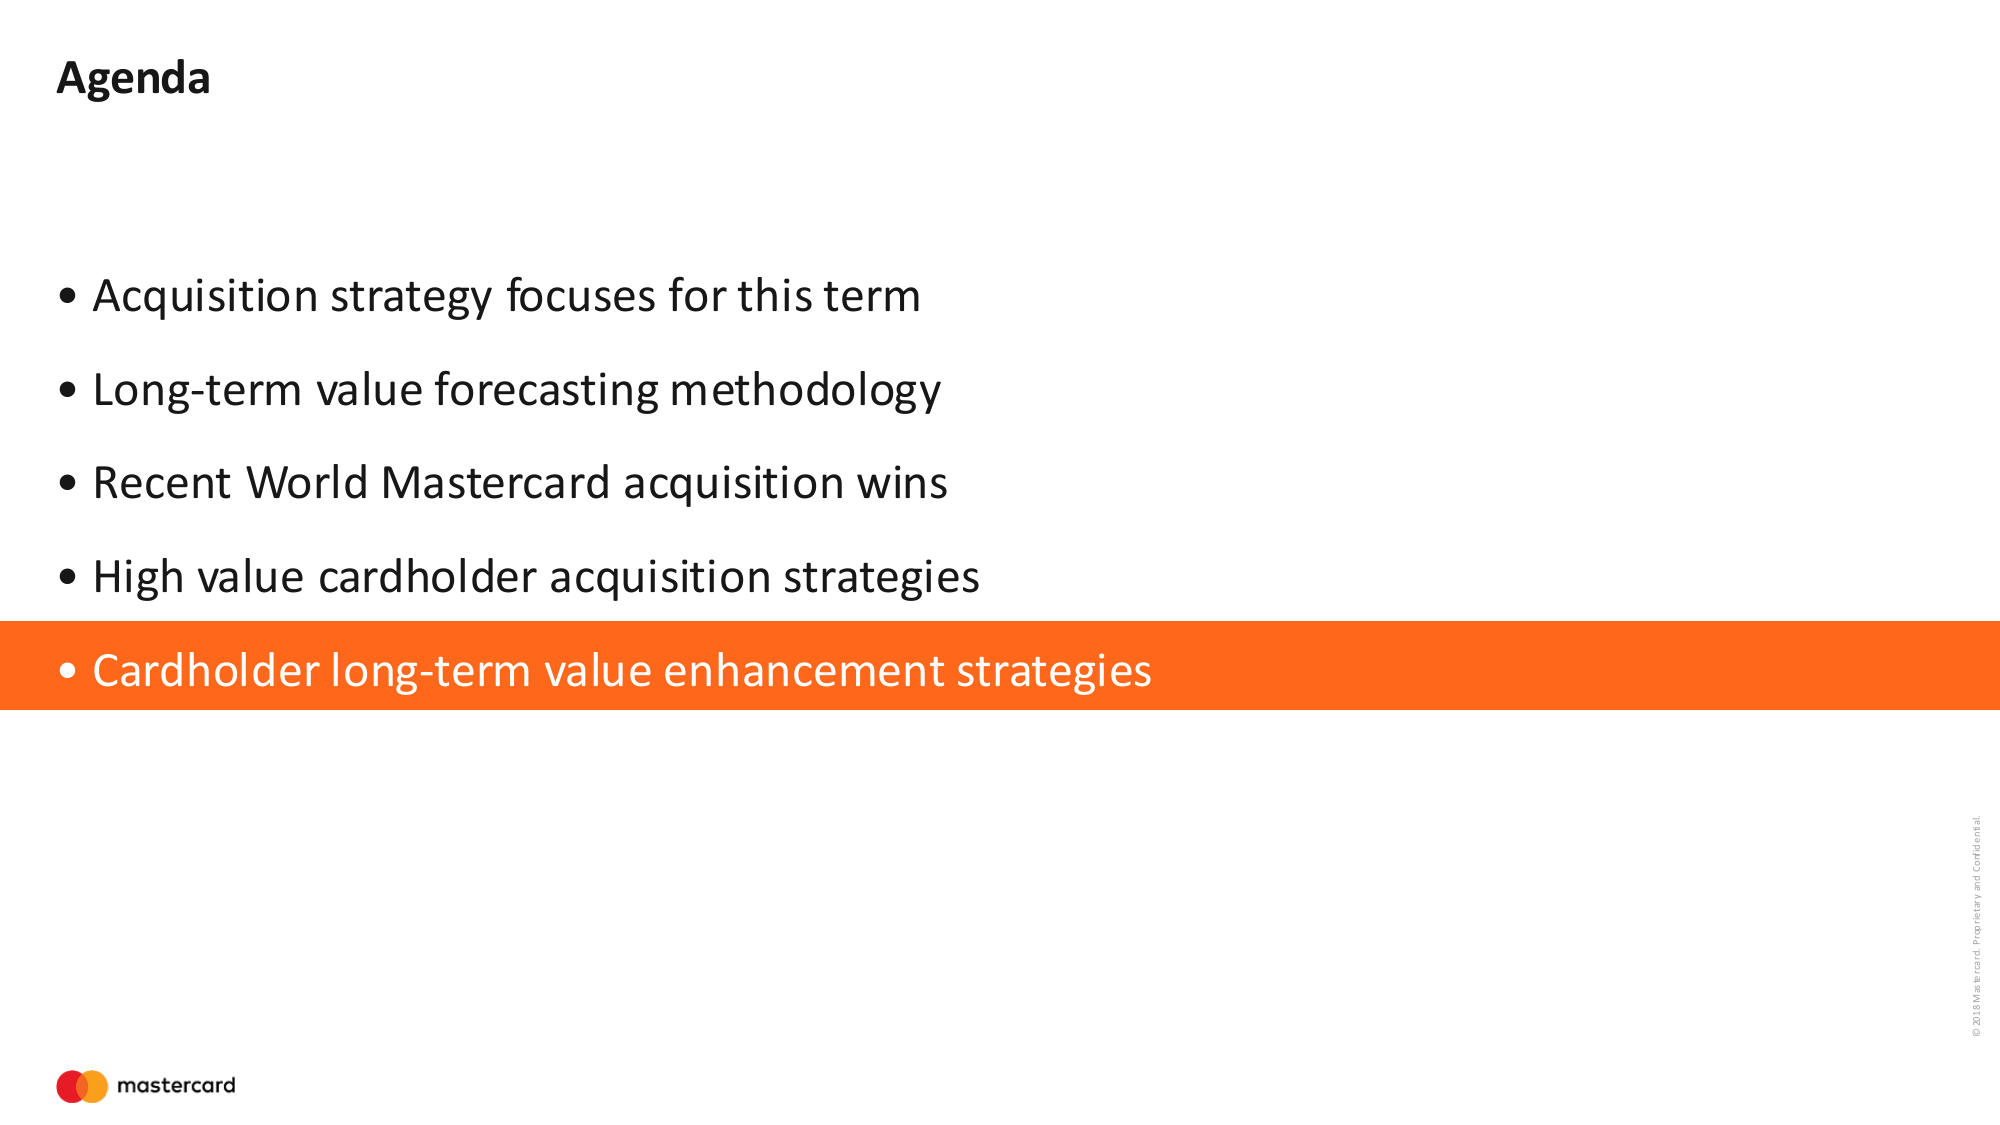 Agenda
• Acquisition strategy focuses for this term
• Long-term value forecasting methodology
• Recent World Mastercard acquisition wins
• High value cardholder acquisition strategies
• Cardholder long-term value enhancement strategies
© 2018 Mastercard. Proprietary and Confidential.
mastercard